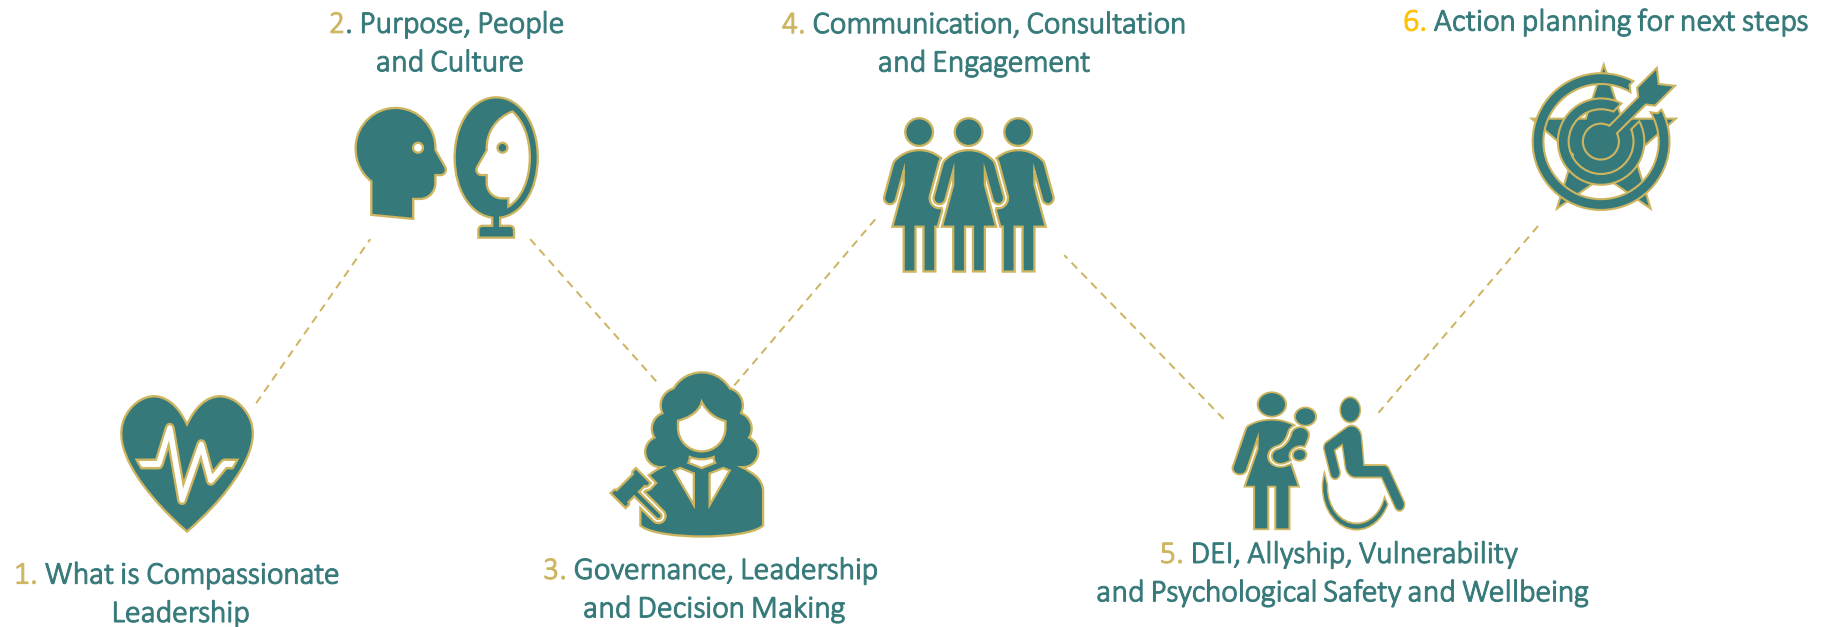 1. What is Compassionate
Leadership
2. Purpose, People
and Culture
3. Governance, Leadership
and Decision Making
4. Communication, Consultation
and Engagement
5. DEI, Allyship, Vulnerability
and Psychological Safety and Wellbeing
6. Action planning for next steps